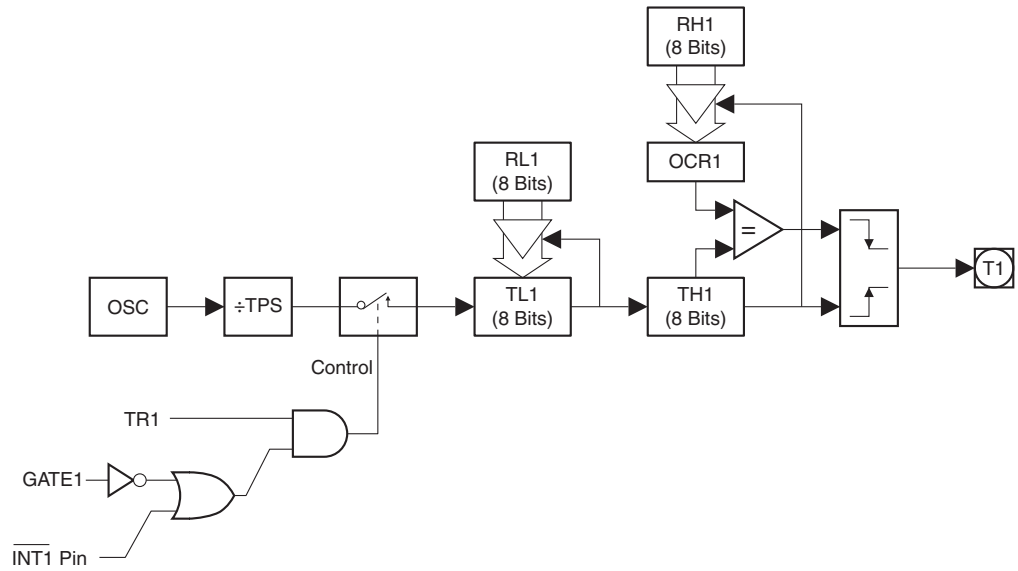 RH1
(8 Bits)
RL1
(8 Bits)
OCR1
=
OSC
÷TPS
TL1
(8 Bits)
TH1
(8 Bits)
T1
Control
TR1
GATE1
I̅N̅T̅1̅ Pin